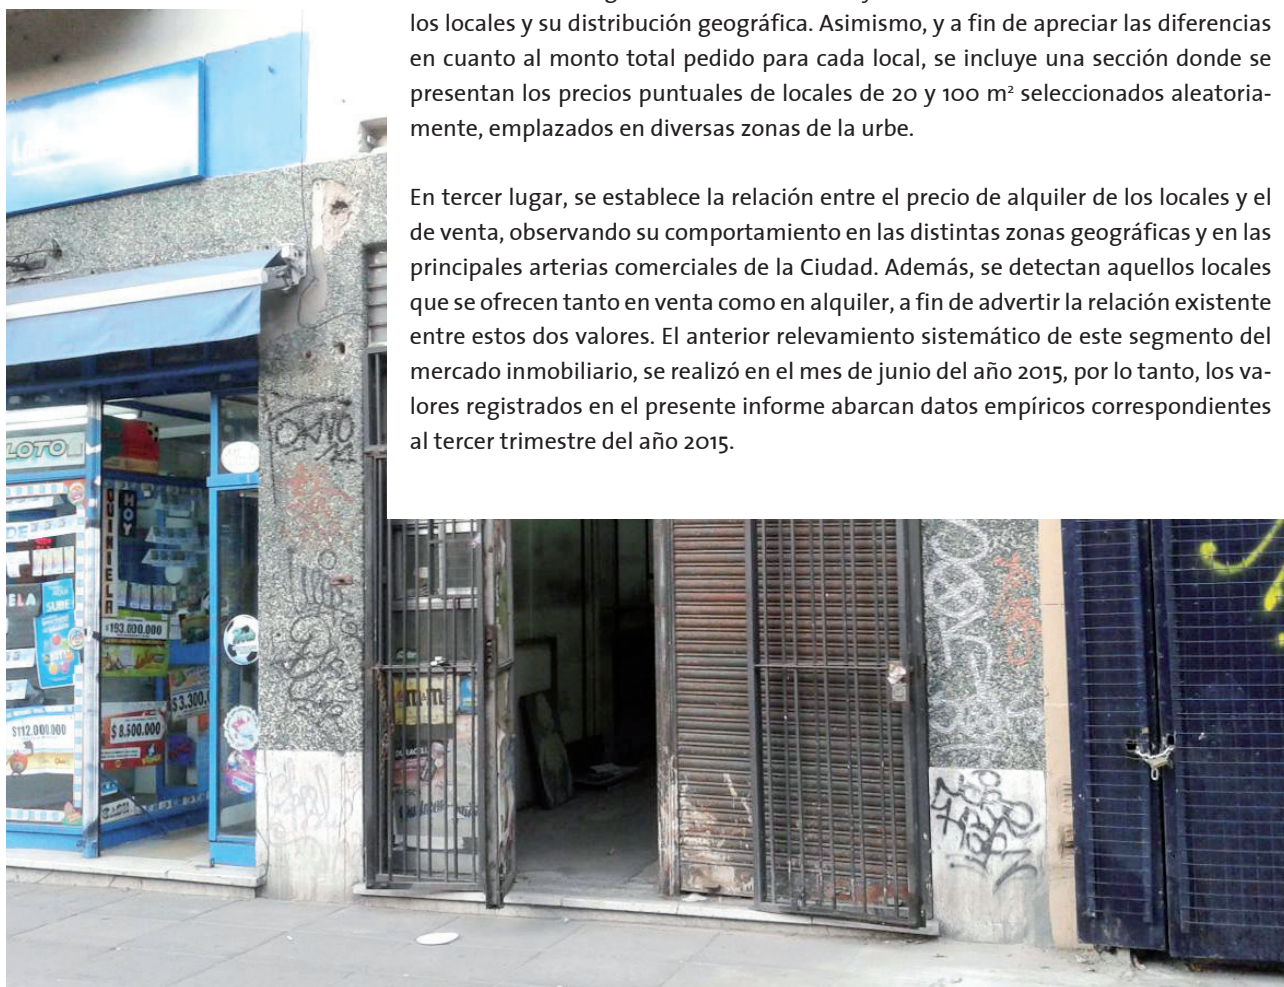 los locales y su distribución geográfica. Asimismo, y a fin de apreciar las diferencias
en cuanto al monto total pedido para cada local, se incluye una sección donde se
presentan los precios puntuales de locales de 20 y 100 m² seleccionados aleatoria-
mente, emplazados en diversas zonas de la urbe.
En tercer lugar, se establece la relación entre el precio de alquiler de los locales y el
de venta, observando su comportamiento en las distintas zonas geográficas y en las
principales arterias comerciales de la Ciudad. Además, se detectan aquellos locales
que se ofrecen tanto en venta como en alquiler, a fin de advertir la relación existente
entre estos dos valores. El anterior relevamiento sistemático de este segmento del
mercado inmobiliario, se realizó en el mes de junio del año 2015, por lo tanto, los va-
lores registrados en el presente informe abarcan datos empíricos correspondientes
al tercer trimestre del año 2015.
LOTO
HOY
QUINIELA
SUBE
$193.000.000
$3.300.
$112.000.000
$8.500.000
m&m